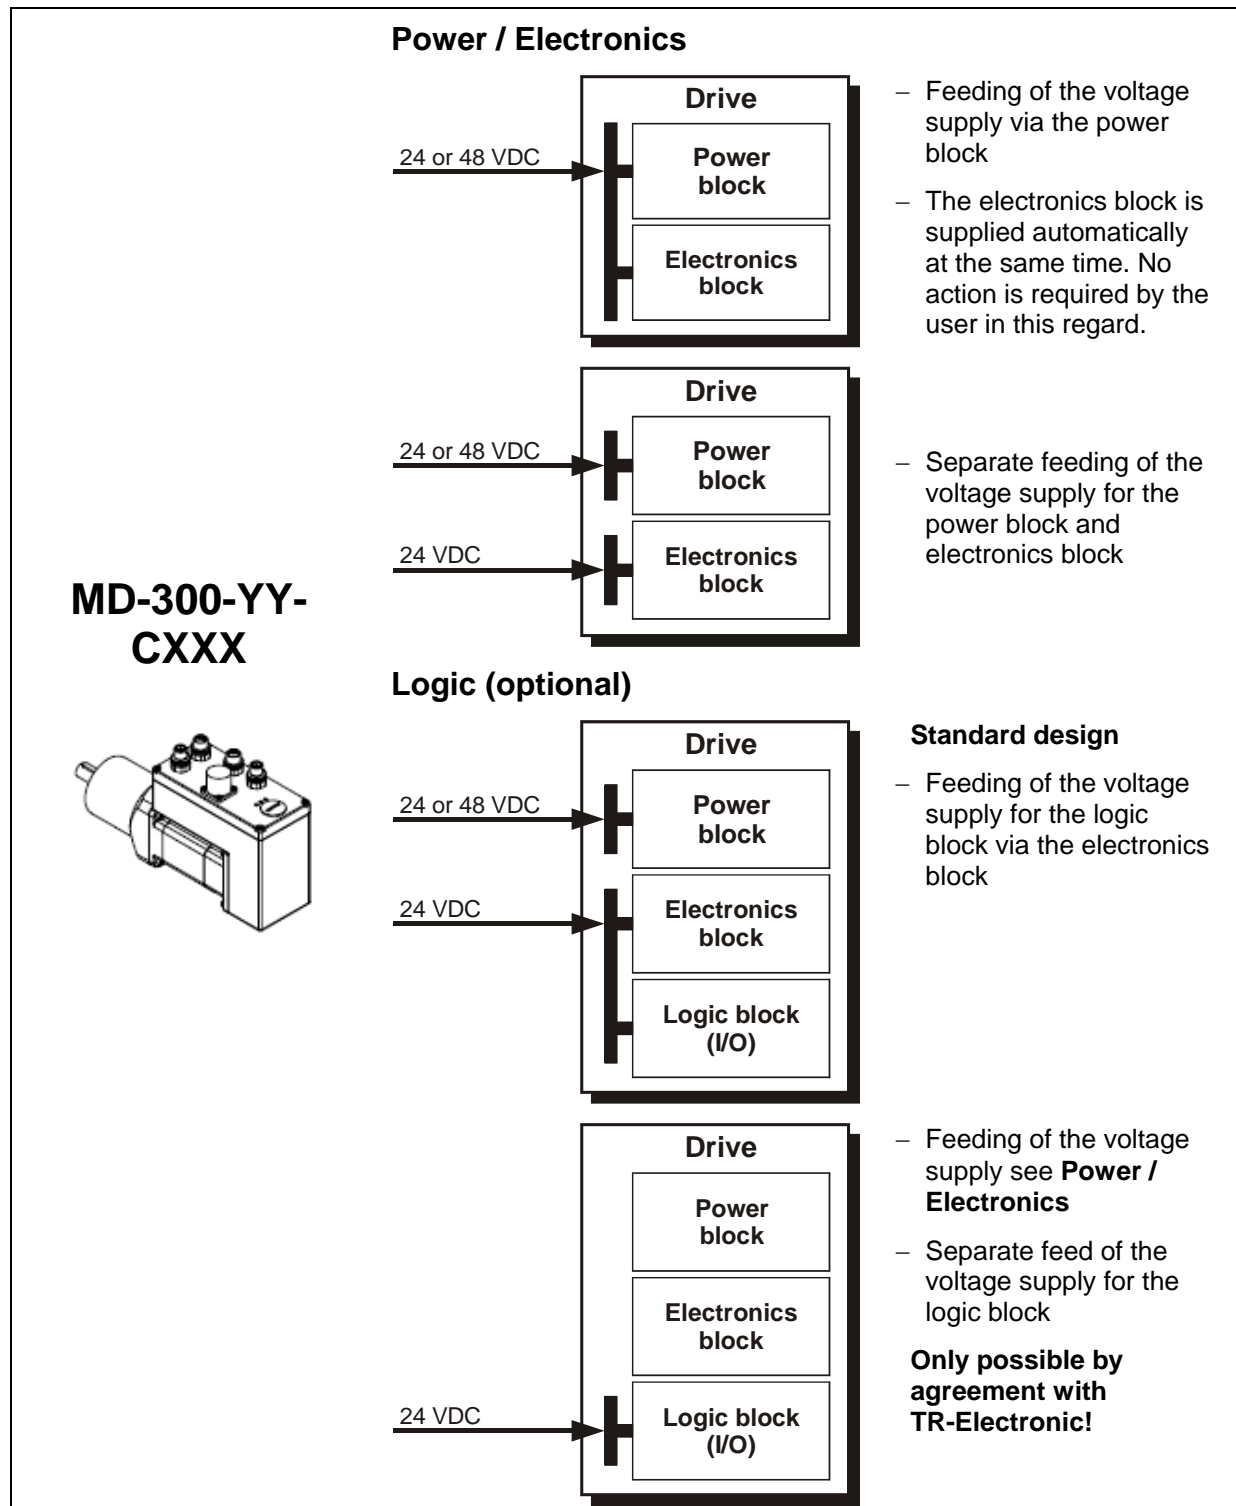 Power / Electronics
Drive
24 or 48 VDC
Power
block
Electronics
block
– Feeding of the voltage
supply via the power
block
– The electronics block is
supplied automatically
at the same time. No
action is required by the
user in this regard.
Drive
24 or 48 VDC
Power
block
24 VDC
Electronics
block
– Separate feeding of the
voltage supply for the
power block and
electronics block
MD-300-YY-
CXXX
Logic (optional)
Drive
24 or 48 VDC
Power
block
24 VDC
Electronics
block
Logic block
(I/O)
Standard design
– Feeding of the voltage
supply for the logic
block via the electronics
block
Drive
Power
block
Electronics
block
24 VDC
Logic block
(I/O)
– Feeding of the voltage
supply see Power /
Electronics
– Separate feed of the
voltage supply for the
logic block
Only possible by
agreement with
TR-Electronic!